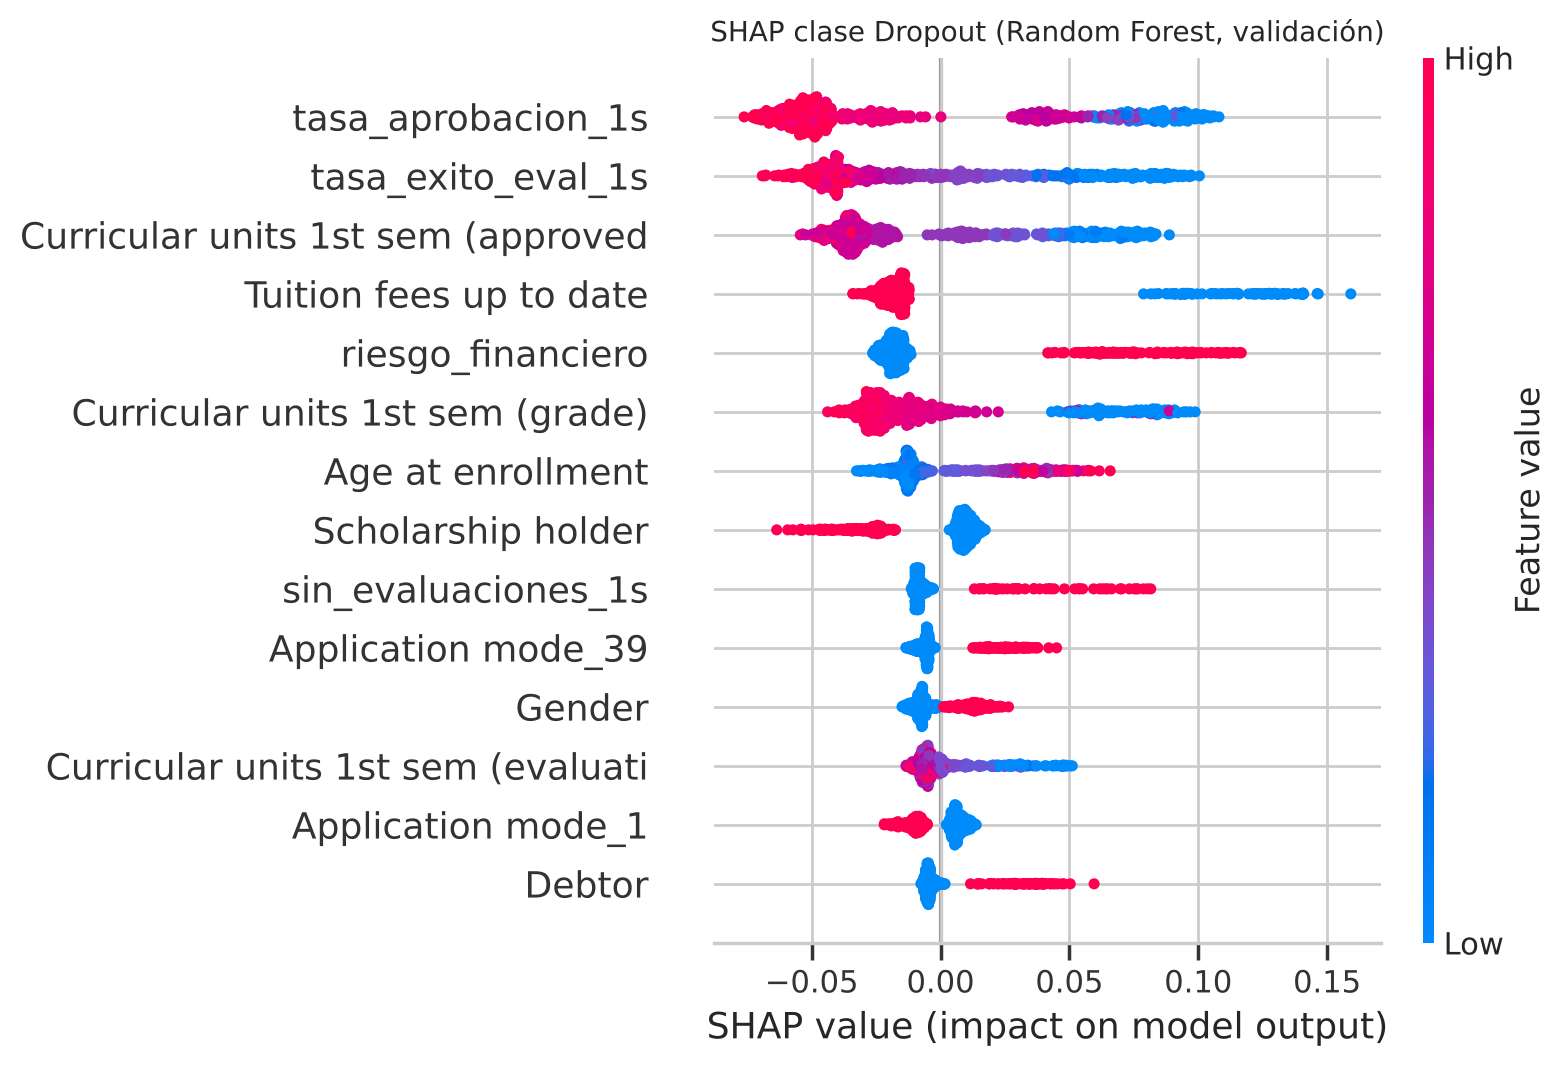 SHAP clase Dropout (Random Forest, validación)
High
tasa_aprobacion_1s
tasa_exito_eval_1s
Curricular units 1st sem (approved
Tuition fees up to date
riesgo_financiero
Curricular units 1st sem (grade)
Age at enrollment
Scholarship holder
sin_evaluaciones_1s
Application mode_39
Gender
Curricular units 1st sem (evaluati
Application mode_1
Debtor
Feature value
Low
−0.05 0.00 0.05 0.10 0.15
SHAP value (impact on model output)